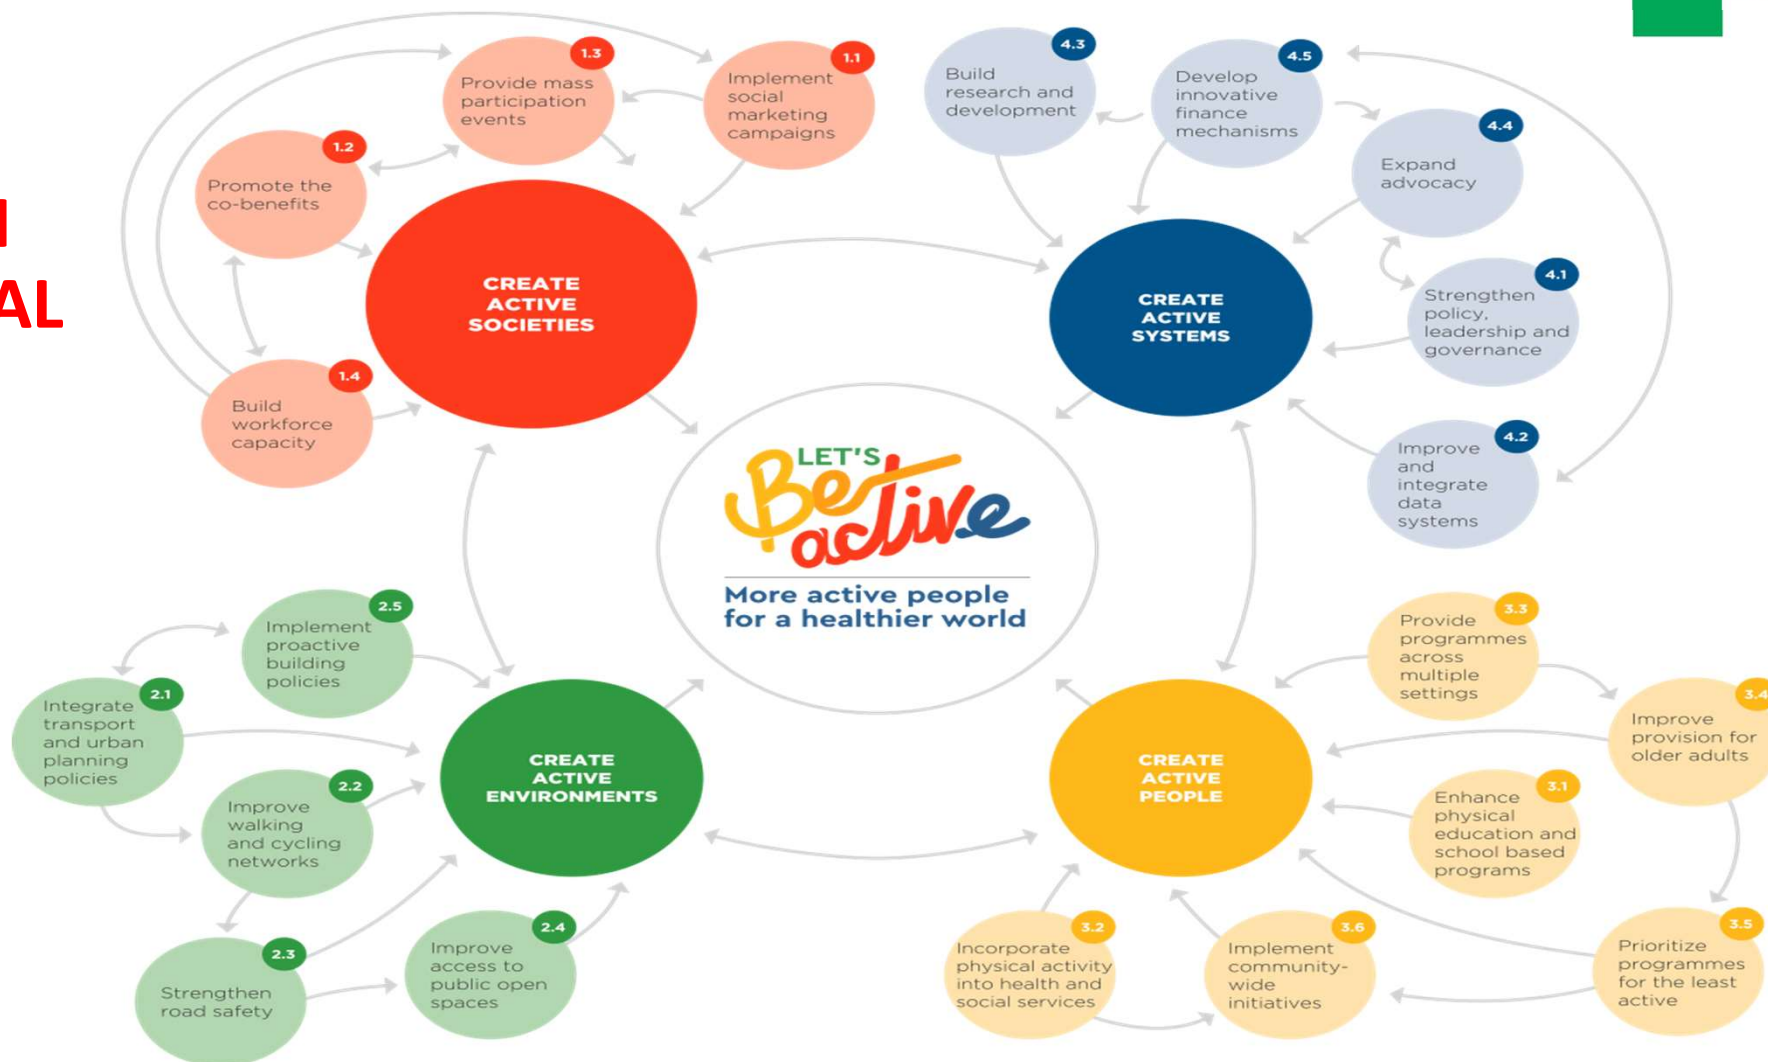 AL
1.3
Provide mass
participation
events
1.1
Implement
social
marketing
campaigns
1.2
Promote the
co-benefits
1.4
Build
workforce
capacity
CREATE
ACTIVE
SOCIETIES
4.3
Build
research and
development
4.5
Develop
innovative
finance
mechanisms
4.4
Expand
advocacy
4.1
Strengthen
policy,
leadership and
governance
4.2
Improve
and
integrate
data
systems
CREATE
ACTIVE
SYSTEMS
LET'S
Be
active
More active people
for a healthier world
2.5
Implement
proactive
building
policies
2.1
Integrate
transport
and urban
planning
policies
2.2
Improve
walking
and cycling
networks
2.3
Strengthen
road safety
2.4
Improve
access to
public open
spaces
CREATE
ACTIVE
ENVIRONMENTS
3.3
Provide
programmes
across
multiple
settings
3.4
Improve
provision for
older adults
3.1
Enhance
physical
education and
school based
programs
3.5
Prioritize
programmes
for the least
active
3.2
Incorporate
physical activity
into health and
social services
3.6
Implement
community-
wide
initiatives
CREATE
ACTIVE
PEOPLE